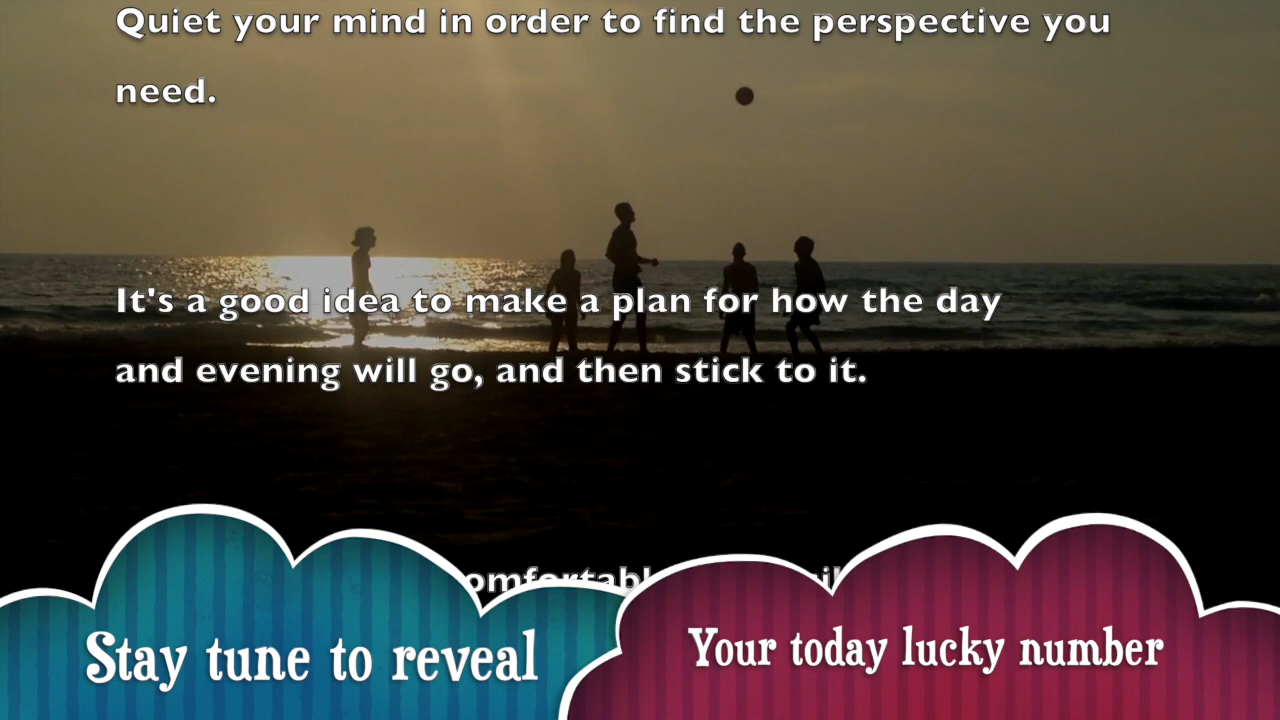 Quiet your mind in order to find the perspective you
need.
It's a good idea to make a plan for how the day
and evening will go, and then stick to it.
Stay tune to reveal
Your today lucky number